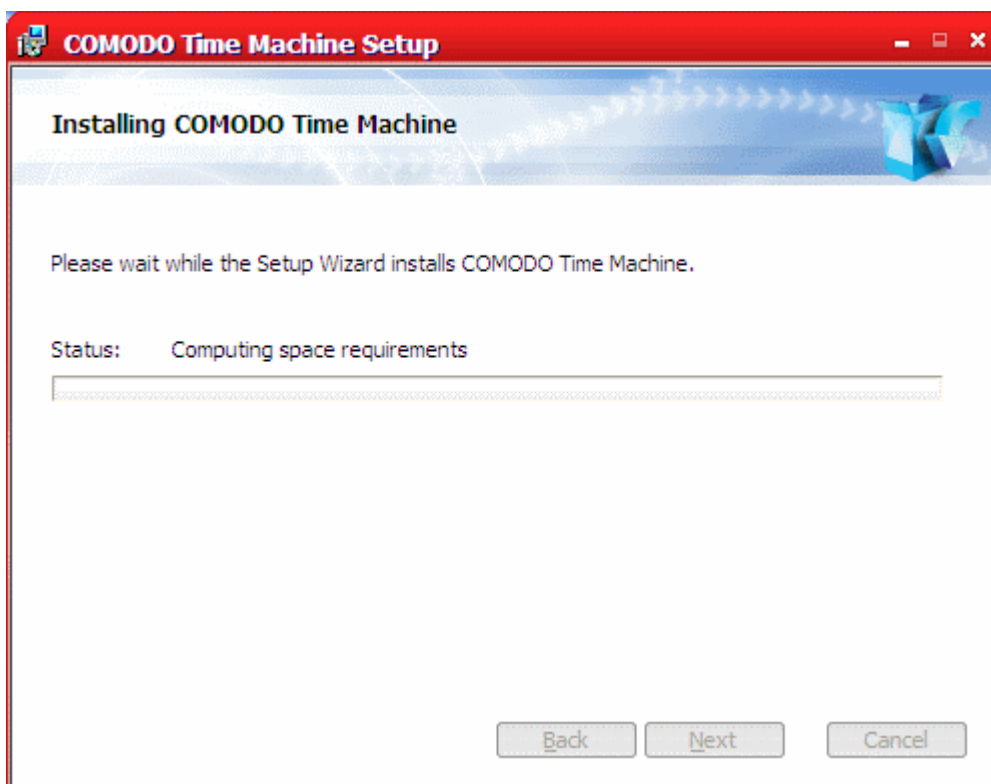 COMODO Time Machine Setup
Installing COMODO Time Machine
Please wait while the Setup Wizard installs COMODO Time Machine.
Status: Computing space requirements
Back Next Cancel